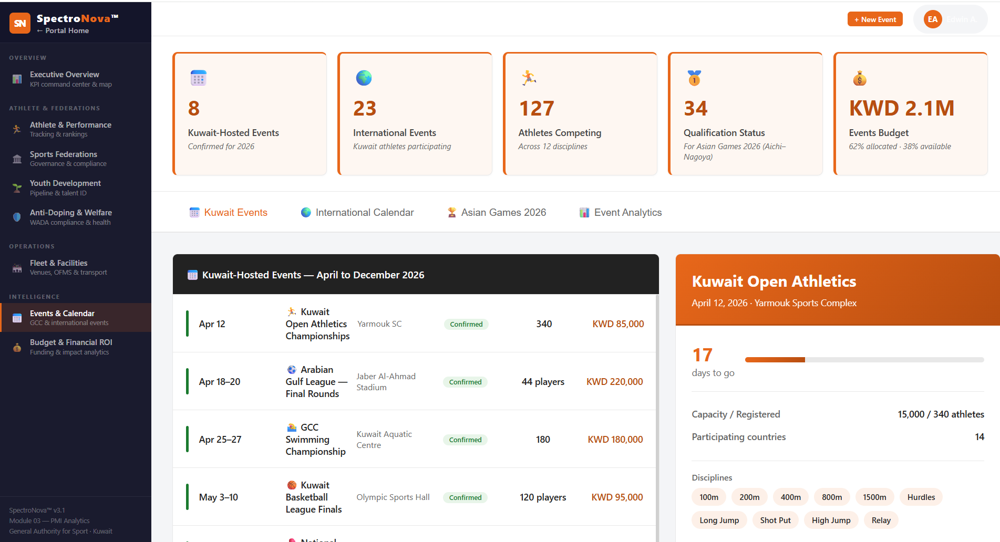 SN
SpectroNova™
← Portal Home
OVERVIEW
Executive Overview
KPI command center & map
ATHLETE & FEDERATIONS
Athlete & Performance
Tracking & rankings
Sports Federations
Governance & compliance
Youth Development
Pipeline & talent ID
Anti-Doping & Welfare
WADA compliance & health
OPERATIONS
Fleet & Facilities
Venues, OFMS & transport
INTELLIGENCE
Events & Calendar
GCC & international events
Budget & Financial ROI
Funding & impact analytics
SpectroNova™ v3.1
Module 03 — PMI Analytics
General Authority for Sport · Kuwait
+ New Event
EA
Edwin A.
8
Kuwait-Hosted Events
Confirmed for 2026
23
International Events
Kuwait athletes participating
127
Athletes Competing
Across 12 disciplines
34
Qualification Status
For Asian Games 2026 (Aichi–
Nagoya)
KWD 2.1M
Events Budget
62% allocated · 38% available
Kuwait Events
International Calendar
Asian Games 2026
Event Analytics
Kuwait-Hosted Events — April to December 2026
Apr 12
Kuwait
Open Athletics
Championships
Yarmouk SC
Confirmed
340
KWD 85,000
Apr 18–20
Arabian
Gulf League —
Final Rounds
Jaber Al-Ahmad
Stadium
Confirmed
44 players
KWD 220,000
Apr 25–27
GCC
Swimming
Championship
Kuwait Aquatic
Centre
Confirmed
180
KWD 180,000
May 3–10
Kuwait
Basketball
League Finals
Olympic Sports Hall
Confirmed
120 players
KWD 95,000
National
Kuwait Open Athletics
April 12, 2026 · Yarmouk Sports Complex
17
days to go
Capacity / Registered
15,000 / 340 athletes
Participating countries
14
Disciplines
100m
200m
400m
800m
1500m
Hurdles
Long Jump
Shot Put
High Jump
Relay